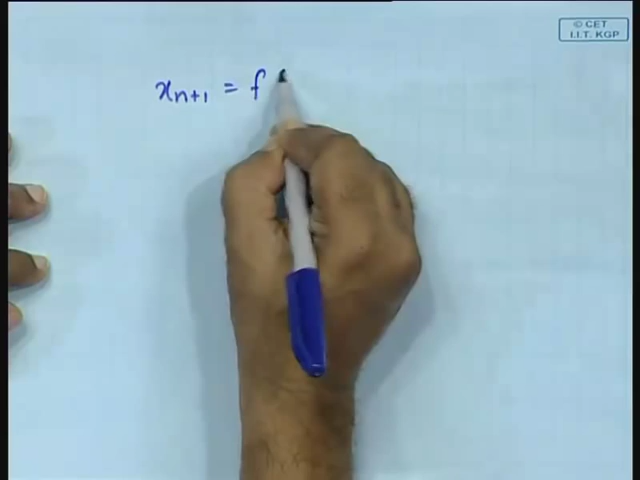 © CET
I.I.T. KGP
xₙ₊₁ = f